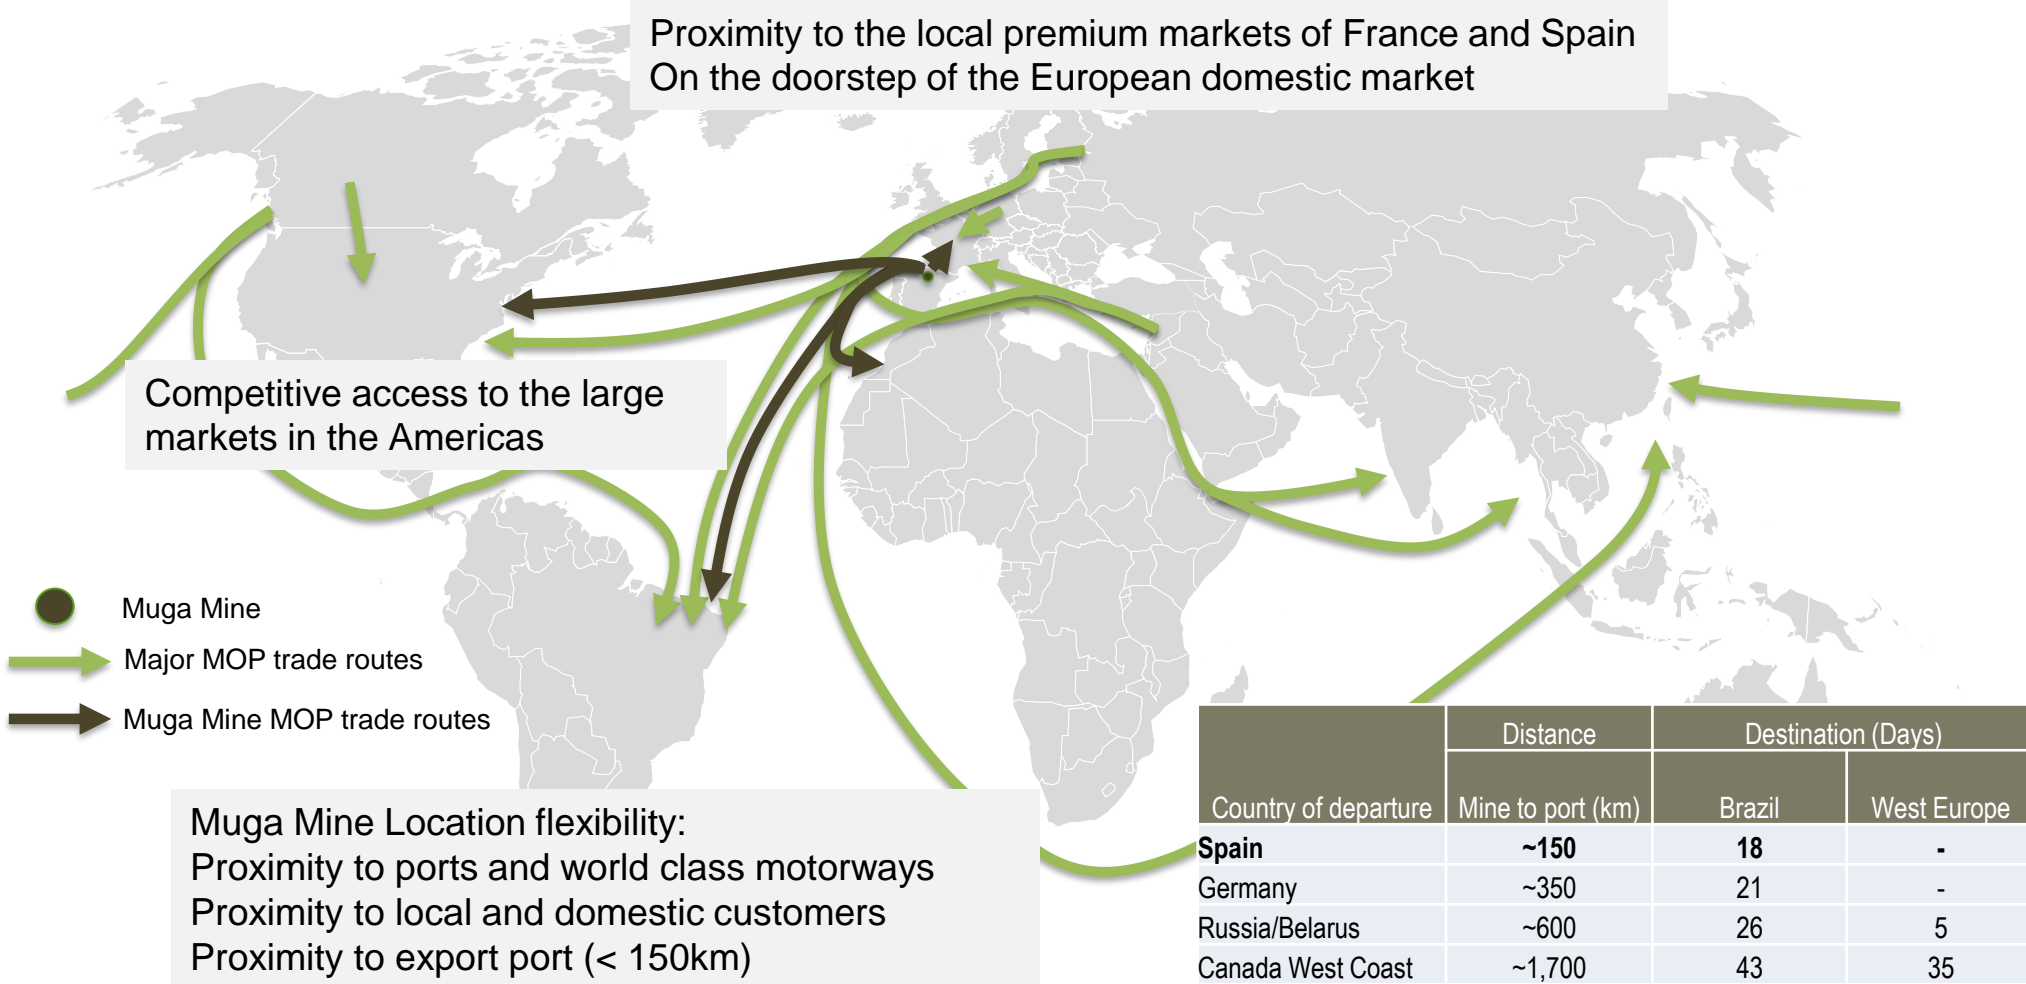 Proximity to the local premium markets of France and Spain
On the doorstep of the European domestic market
Competitive access to the large
markets in the Americas
Muga Mine
Major MOP trade routes
Muga Mine MOP trade routes
Muga Mine Location flexibility:
Proximity to ports and world class motorways
Proximity to local and domestic customers
Proximity to export port (< 150km)
Distance Destination (Days)
Country of departure Mine to port (km) Brazil West Europe
Spain ~150 18 -
Germany ~350 21 -
Russia/Belarus ~600 26 5
Canada West Coast ~1,700 43 35